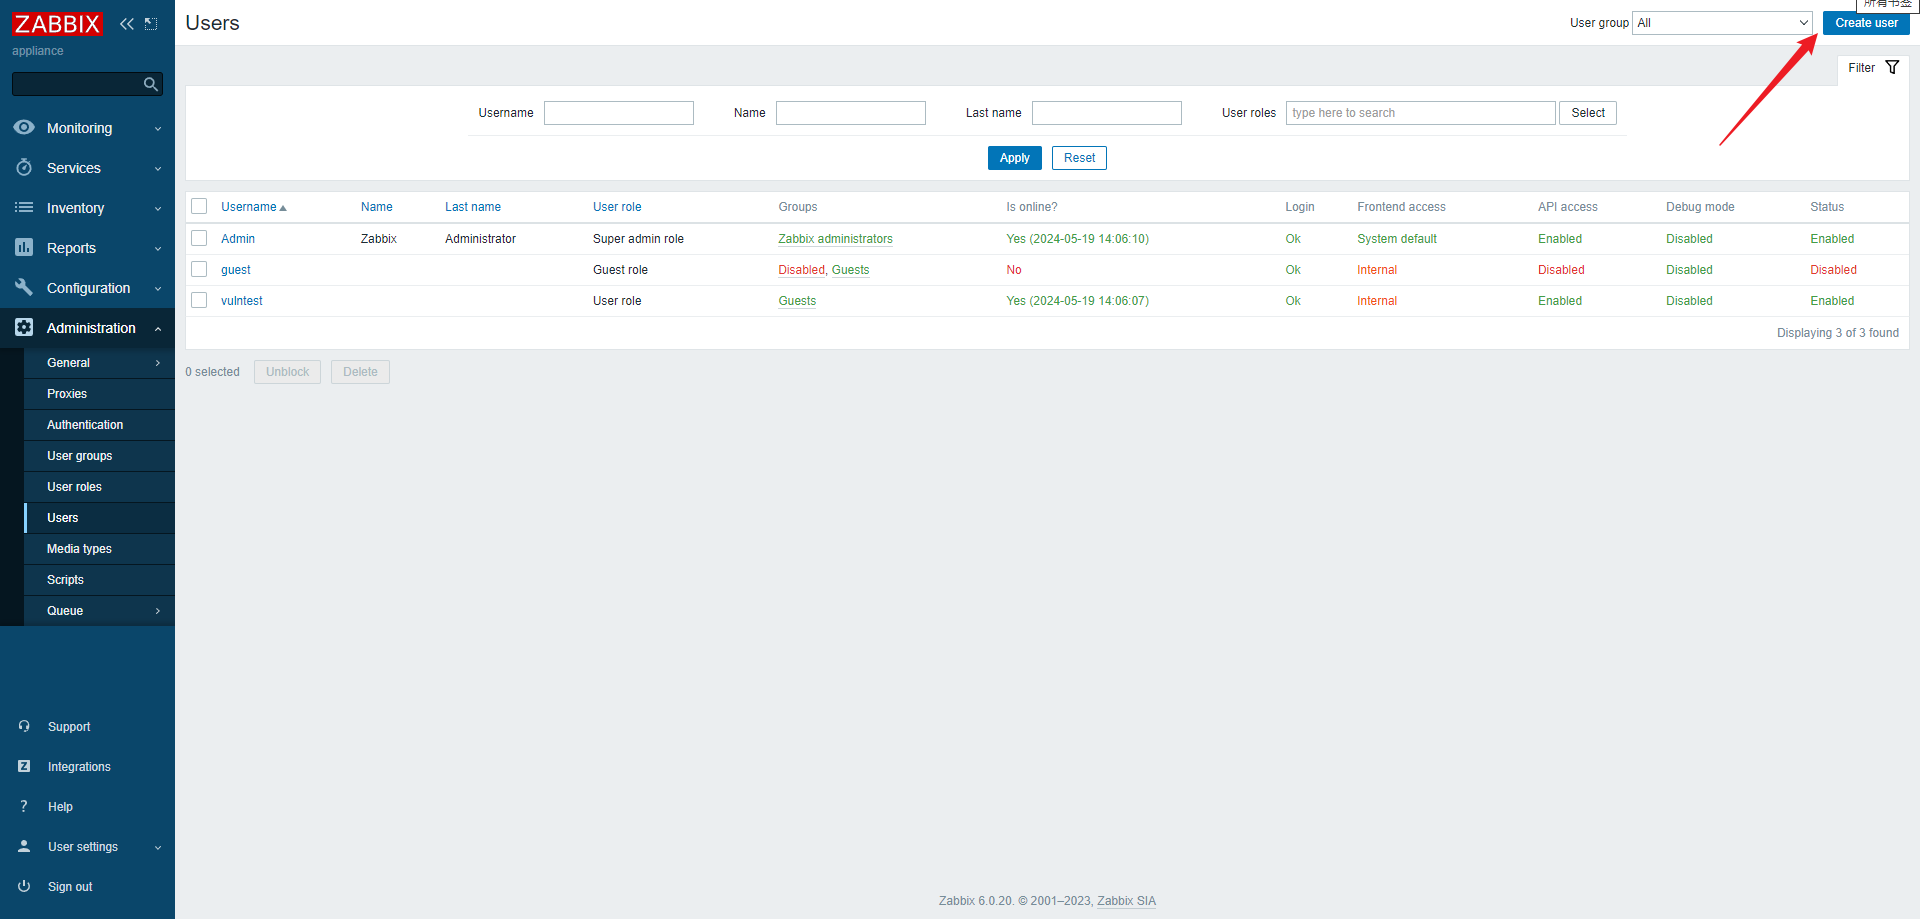 所有书签
ZABBIX
appliance
Users
User group All Create user
Filter
Username Name Last name User roles type here to search Select
Apply Reset
Username Name Last name User role Groups Is online? Login Frontend access API access Debug mode Status
Admin Zabbix Administrator Super admin role Zabbix administrators Yes (2024-05-19 14:06:10) Ok System default Enabled Disabled Enabled
guest Guest role Disabled, Guests No Ok Internal Disabled Disabled Disabled
vulntest User role Guests Yes (2024-05-19 14:06:07) Ok Internal Enabled Disabled Enabled
Displaying 3 of 3 found
0 selected Unblock Delete
Monitoring
Services
Inventory
Reports
Configuration
Administration
General
Proxies
Authentication
User groups
User roles
Users
Media types
Scripts
Queue
Support
Z Integrations
? Help
User settings
Sign out
Zabbix 6.0.20. © 2001–2023, Zabbix SIA